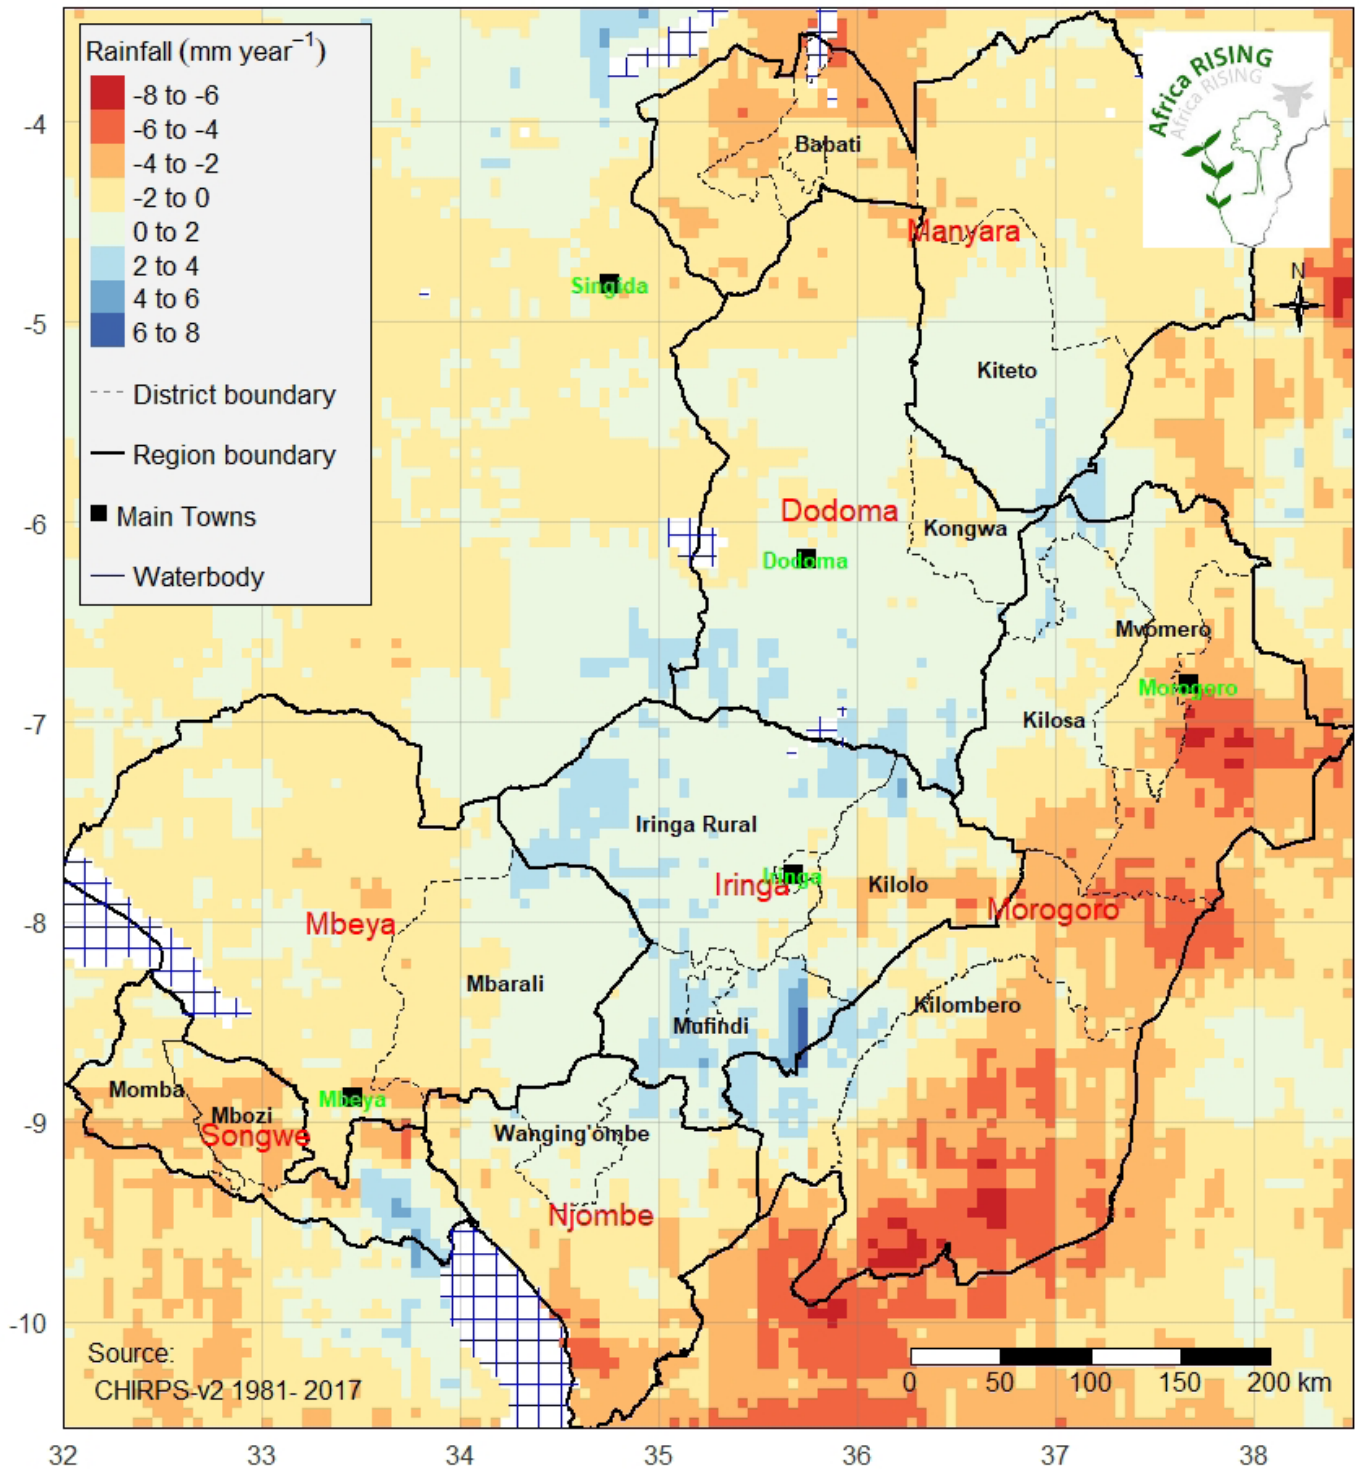 Rainfall (mm year⁻¹)
-8 to -6
-6 to -4
-4 to -2
-2 to 0
0 to 2
2 to 4
4 to 6
6 to 8
District boundary
Region boundary
Main Towns
Waterbody
Africa RISING
Africa RISING
N
-4
-5
-6
-7
-8
-9
-10
Babati
Manyara
Singida
Kiteto
Dodoma
Kongwa
Dodoma
Mvomero
Morogoro
Kilosa
Iringa Rural
Iringa
Iringa
Kilolo
Morogoro
Mbeya
Mbarali
Kilombero
Mufindi
Momba
Mbeya
Mbozi
Songwe
Wanging'ombe
Njombe
Source:
CHIRPS-v2 1981- 2017
0 50 100 150 200 km
32 33 34 35 36 37 38